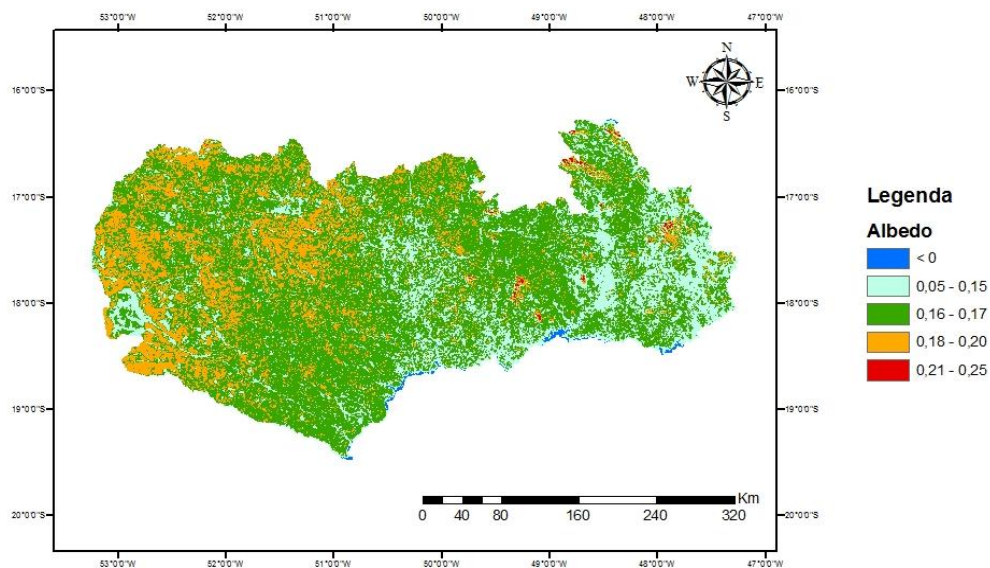 53°0'0"S 52°0'0"S 51°0'0"S 50°0'0"S 49°0'0"S 48°0'0"S 47°0'0"S
N
W E
S
16°0'0"S 16°0'0"S
17°0'0"S 17°0'0"S
18°0'0"S 18°0'0"S
19°0'0"S 19°0'0"S
20°0'0"S 20°0'0"S
Km
0 40 80 160 240 320
53°0'0"W 52°0'0"W 51°0'0"W 50°0'0"W 49°0'0"W 48°0'0"W 47°0'0"W
Legenda
Albedo
< 0
0,05 - 0,15
0,16 - 0,17
0,18 - 0,20
0,21 - 0,25